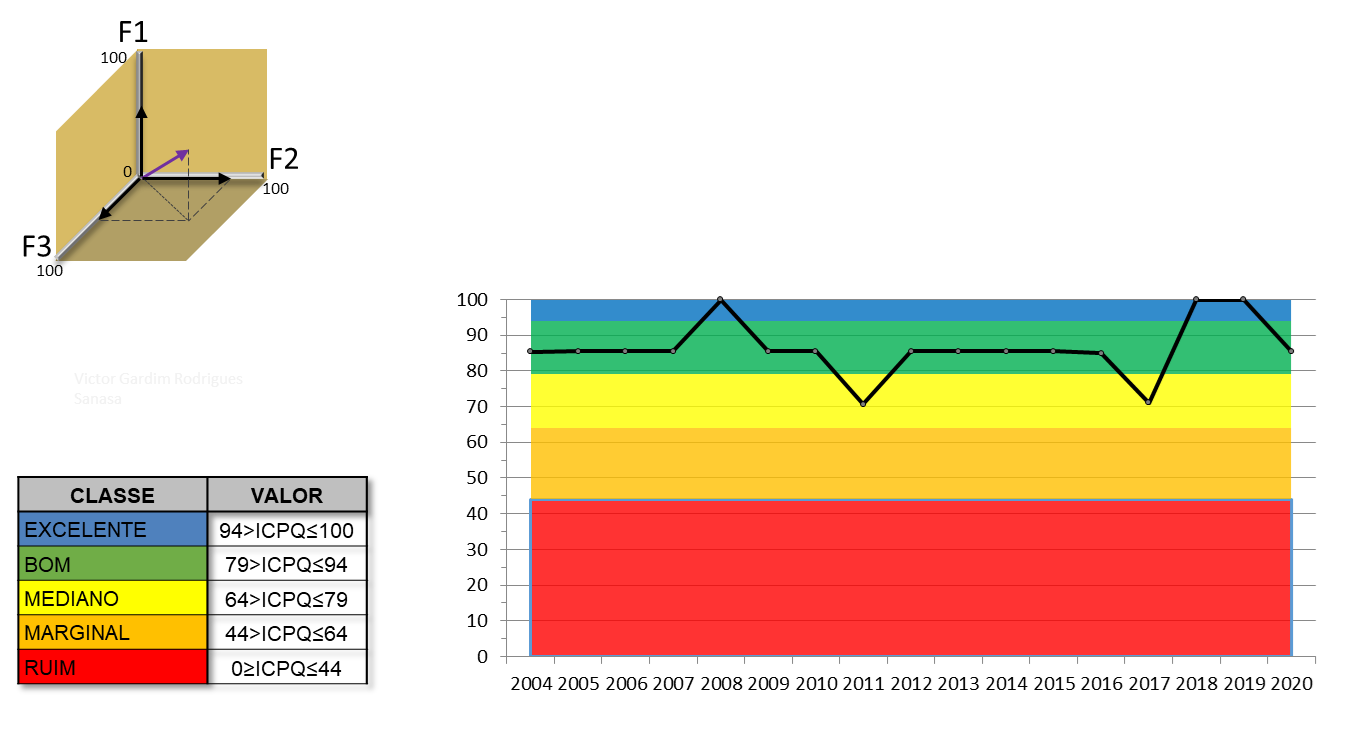 F1
100
0
F2
100
F3
100
Victor Gardim Rodrigues
Sanasa
CLASSE VALOR
EXCELENTE 94>ICPQ≤100
BOM 79>ICPQ≤94
MEDIANO 64>ICPQ≤79
MARGINAL 44>ICPQ≤64
RUIM 0≥ICPQ≤44
100
90
80
70
60
50
40
30
20
10
0
2004 2005 2006 2007 2008 2009 2010 2011 2012 2013 2014 2015 2016 2017 2018 2019 2020